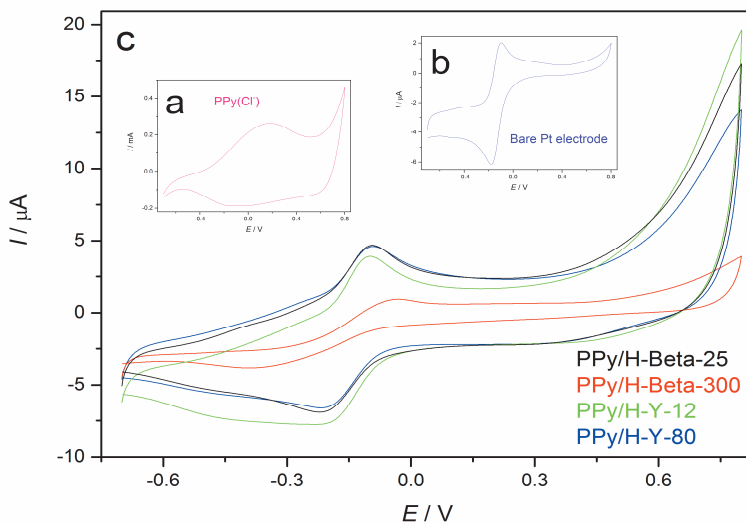 c
a
PPy(Cl-)
I / mA
0.4
0.2
0.0
-0.2
-0.4
0.0
0.4
0.8
E / V
b
Bare Pt electrode
I / μA
2
0
-2
-4
-6
-0.4
0.0
0.4
0.8
E / V
I / μA
20
15
10
5
0
-5
-10
-0.6
-0.3
0.0
0.3
0.6
E / V
PPy/H-Beta-25
PPy/H-Beta-300
PPy/H-Y-12
PPy/H-Y-80